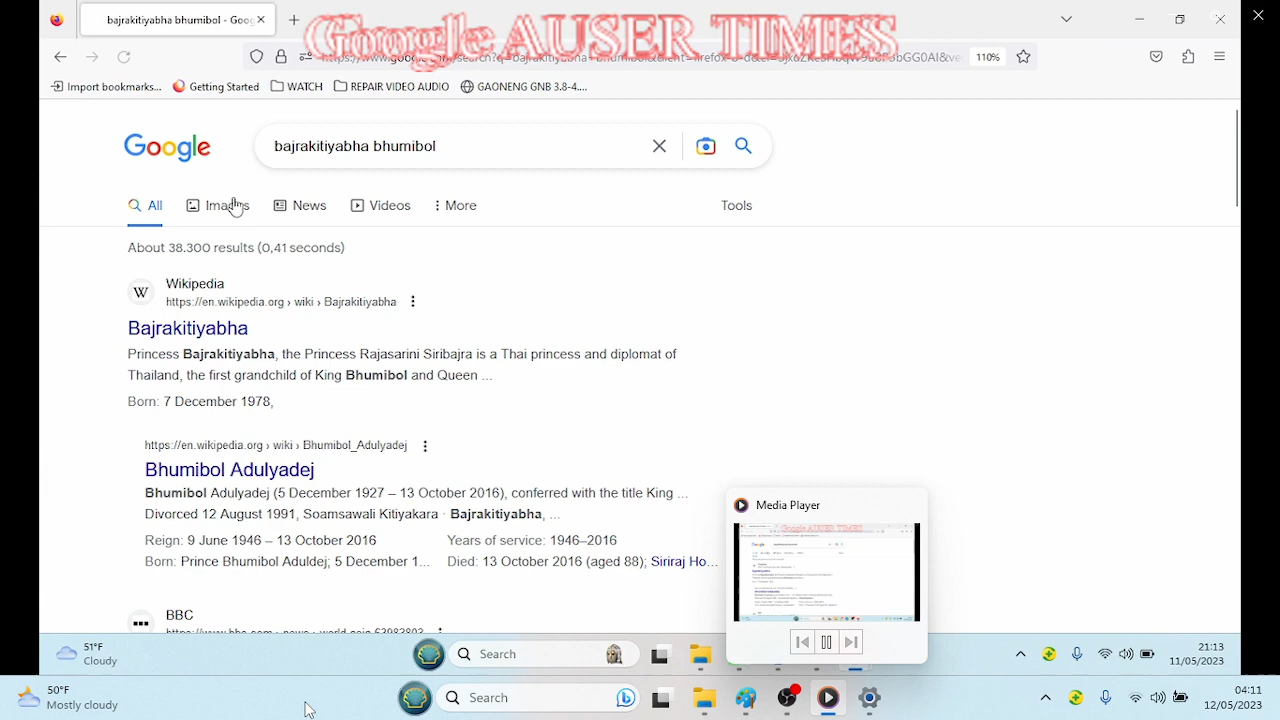 bajrakitiyabha bhumibol - Goog
Google AUSER TIMES
110%
Import bookmarks...
Getting Started
WATCH
REPAIR VIDEO AUDIO
GAONENG GNB 3.8-4....
Google
bajrakitiyabha bhumibol
All
Images
News
Videos
More
Tools
About 38.300 results (0,41 seconds)
W
Wikipedia
https://en.wikipedia.org › wiki › Bajrakitiyabha
Bajrakitiyabha
Princess Bajrakitiyabha, the Princess Rajasarini Siribajra is a Thai princess and diplomat of
Thailand, the first grandchild of King Bhumibol and Queen ...
Born: 7 December 1978,
https://en.wikipedia.org › wiki › Bhumibol_Adulyadej
Bhumibol Adulyadej
Bhumibol Adulyadej (5 December 1927 – 13 October 2016), conferred with the title King ...
Divorced 12 August 1991, Soamsawali Kitiyakara · Bajrakitiyabha, ...
Reign: 9 June 1946 – 13 October 2016
Years of service: 1946–2016
Born: Prince Bhumibol Adulyadej; 5 December 1...
Died: 13 October 2016 (aged 88), Siriraj Ho...
BBC
Media Player
51°F
Cloudy
Search
21:13
50°F
Mostly cloudy
Search
04:11